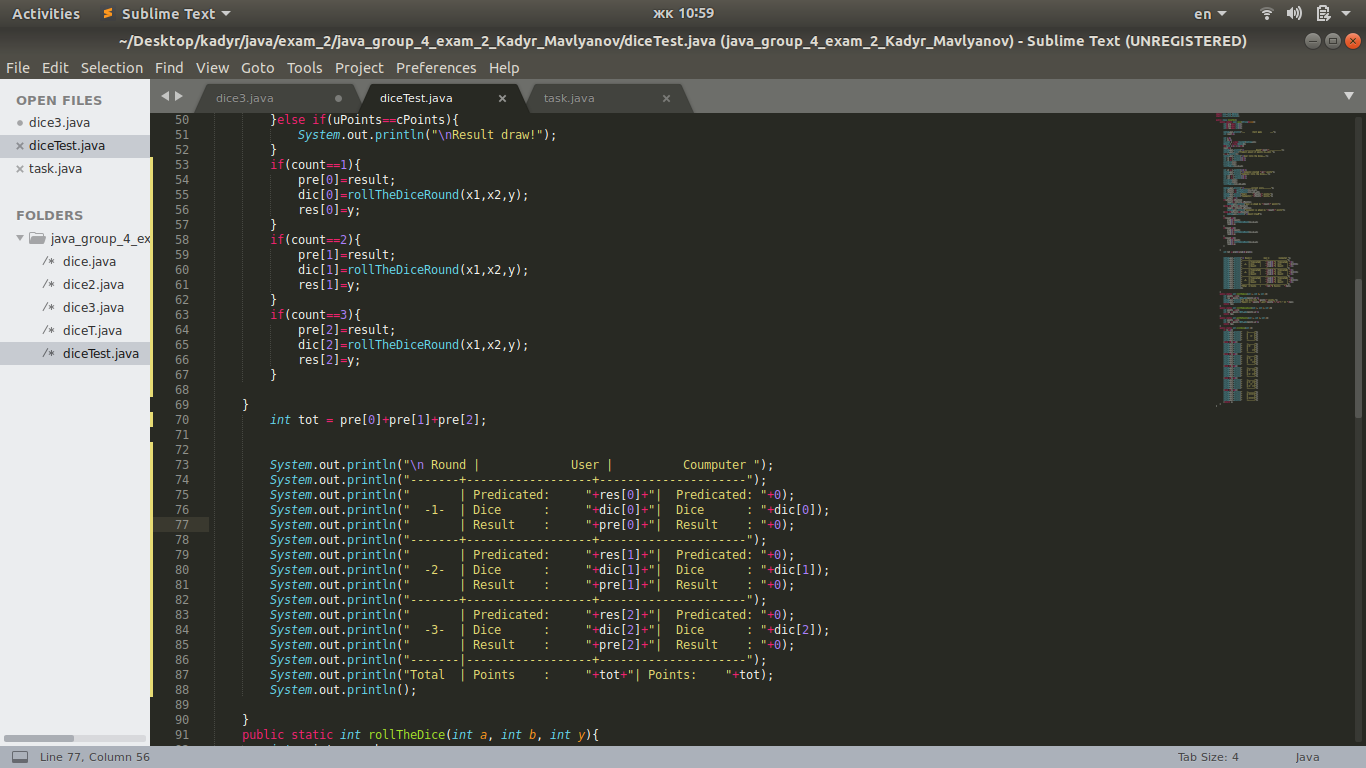 Activities Sublime Text жк 10:59 en
~/Desktop/kadyr/java/exam_2/java_group_4_exam_2_Kadyr_Mavlyanov/diceTest.java (java_group_4_exam_2_Kadyr_Mavlyanov) - Sublime Text (UNREGISTERED)
File Edit Selection Find View Goto Tools Project Preferences Help
OPEN FILES
dice3.java
diceTest.java
task.java
FOLDERS
java_group_4_ex
/* dice.java
/* dice2.java
/* dice3.java
/* diceT.java
/* diceTest.java
dice3.java diceTest.java task.java
50 }else if(uPoints==cPoints){
51 System.out.println("\nResult draw!");
52 }
53 if(count==1){
54 pre[0]=result;
55 dic[0]=rollTheDiceRound(x1,x2,y);
56 res[0]=y;
57 }
58 if(count==2){
59 pre[1]=result;
60 dic[1]=rollTheDiceRound(x1,x2,y);
61 res[1]=y;
62 }
63 if(count==3){
64 pre[2]=result;
65 dic[2]=rollTheDiceRound(x1,x2,y);
66 res[2]=y;
67 }
68
69 }
70 int tot = pre[0]+pre[1]+pre[2];
71
72
73 System.out.println("\n Round |             User |          Coumputer ");
74 System.out.println("-------+------------------+---------------------");
75 System.out.println("       | Predicated:     "+res[0]+"|  Predicated: "+0);
76 System.out.println("  -1-  | Dice      :     "+dic[0]+"|  Dice      : "+dic[0]);
77 System.out.println("       | Result    :     "+pre[0]+"|  Result    : "+0);
78 System.out.println("-------+------------------+---------------------");
79 System.out.println("       | Predicated:     "+res[1]+"|  Predicated: "+0);
80 System.out.println("  -2-  | Dice      :     "+dic[1]+"|  Dice      : "+dic[1]);
81 System.out.println("       | Result    :     "+pre[1]+"|  Result    : "+0);
82 System.out.println("-------+------------------+---------------------");
83 System.out.println("       | Predicated:     "+res[2]+"|  Predicated: "+0);
84 System.out.println("  -3-  | Dice      :     "+dic[2]+"|  Dice      : "+dic[2]);
85 System.out.println("       | Result    :     "+pre[2]+"|  Result    : "+0);
86 System.out.println("-------|------------------+---------------------");
87 System.out.println("Total  | Points    :     "+tot+"| Points:    "+tot);
88 System.out.println();
89
90 }
91 public static int rollTheDice(int a, int b, int y){
Line 77, Column 56 Tab Size: 4 Java